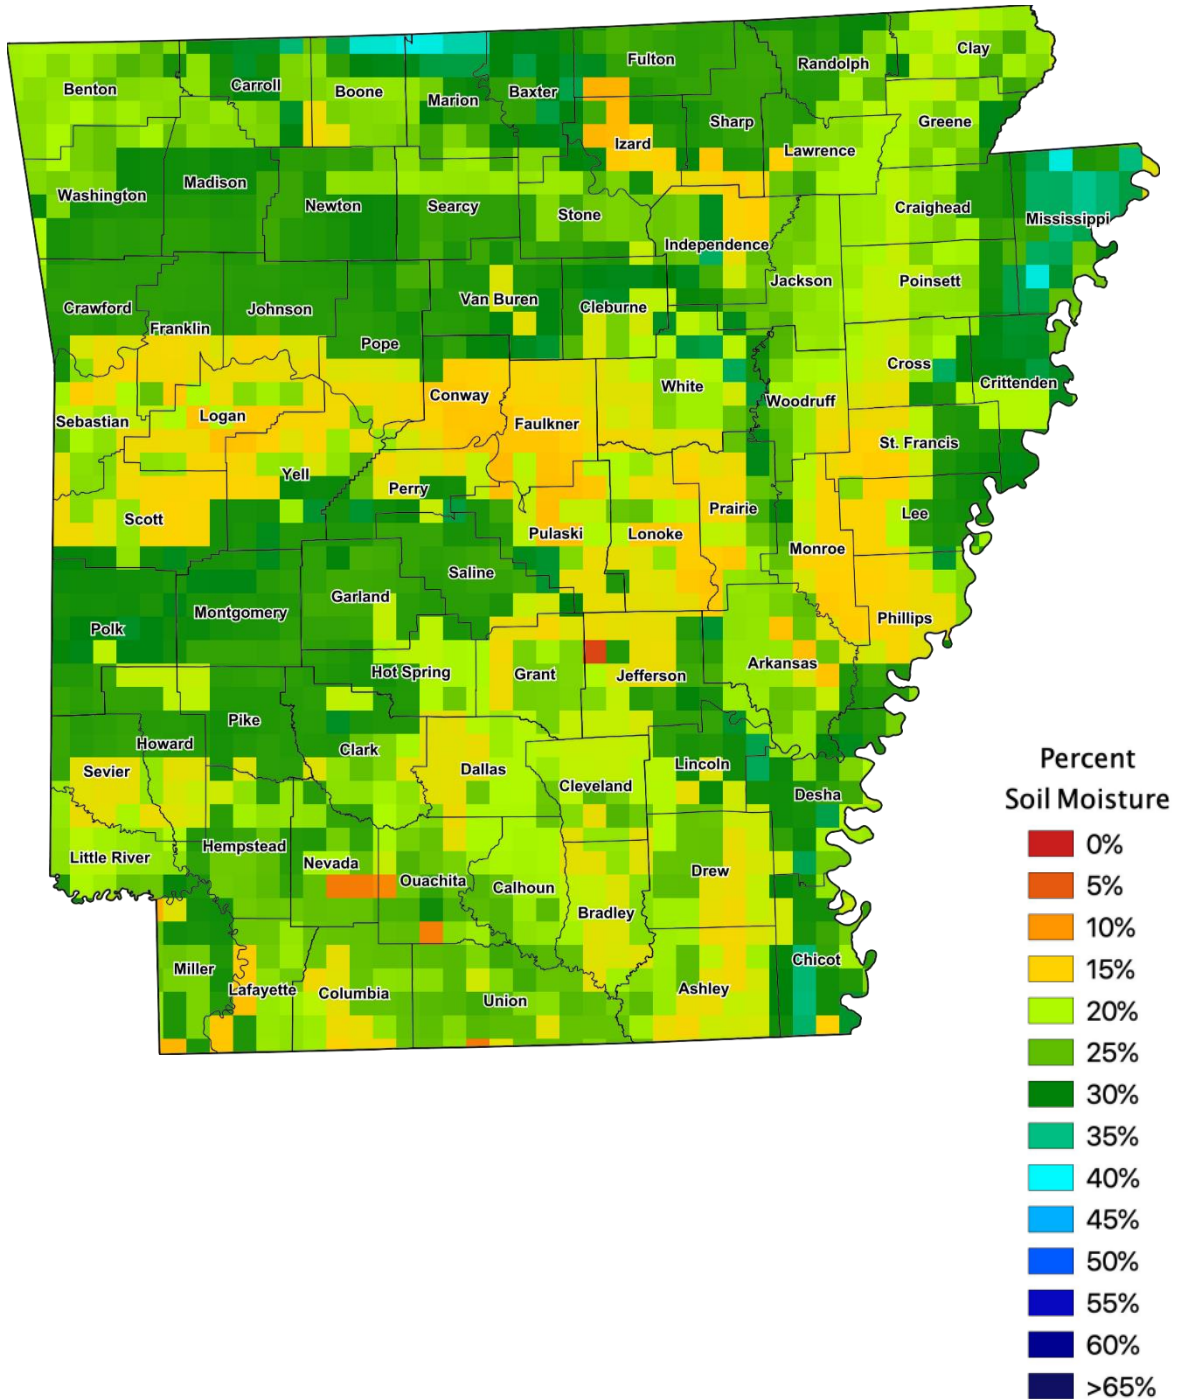 Clay
Fulton
Randolph
Carroll
Benton
Boone
Marion
Baxter
Sharp
Greene
Izard
Lawrence
Madison
Washington
Newton
Searcy
Stone
Craighead
Mississippi
Independence
Jackson
Poinsett
Van Buren
Crawford
Johnson
Cleburne
Franklin
Pope
Cross
Crittenden
White
Conway
Woodruff
Logan
Sebastian
Faulkner
St. Francis
Yell
Perry
Prairie
Lee
Scott
Pulaski
Lonoke
Monroe
Saline
Garland
Montgomery
Phillips
Polk
Arkansas
Hot Spring
Grant
Jefferson
Pike
Howard
Clark
Lincoln
Sevier
Dallas
Cleveland
Desha
Hempstead
Little River
Nevada
Drew
Ouachita
Calhoun
Bradley
Chicot
Miller
Lafayette
Columbia
Ashley
Union
Percent
Soil Moisture
0%
5%
10%
15%
20%
25%
30%
35%
40%
45%
50%
55%
60%
>65%